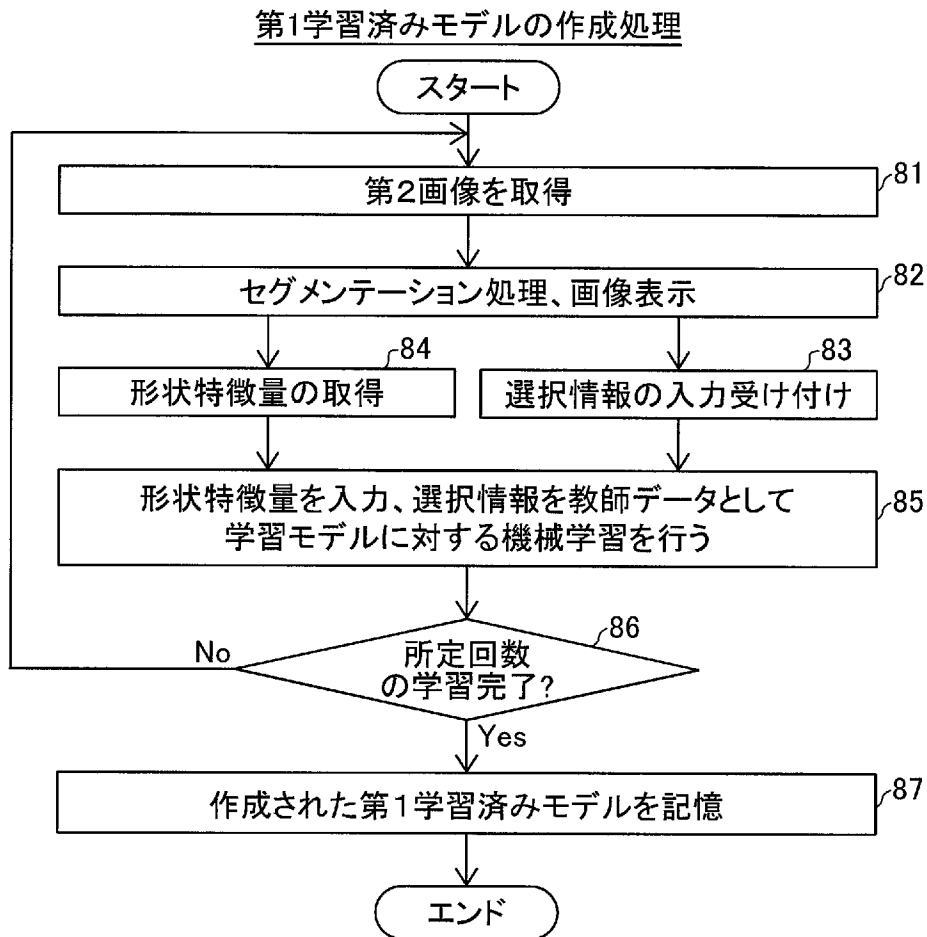 第1学習済みモデルの作成処理
スタート
第2画像を取得
81
セグメンテーション処理、画像表示
82
84
形状特徴量の取得
83
選択情報の入力受け付け
形状特徴量を入力、選択情報を教師データとして
学習モデルに対する機械学習を行う
85
所定回数
の学習完了?
86
No
Yes
作成された第1学習済みモデルを記憶
87
エンド